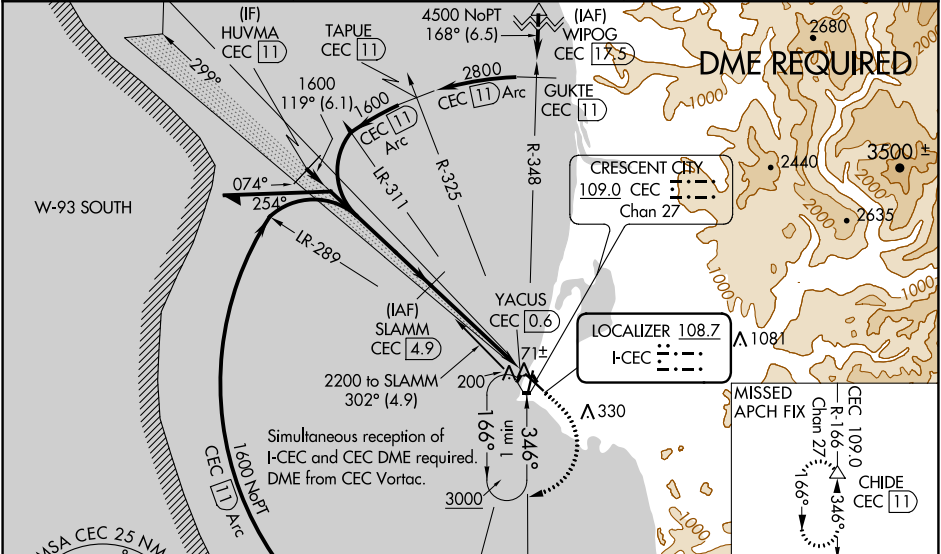 (IF)
HUVMA
CEC 11
TAPUE
CEC 11
4500 NoPT
168° (6.5)
(IAF)
WIPOG
CEC 17.5
2680
DME REQUIRED
299°
1600
119° (6.1)
1600
CEC 11
Arc
2800
CEC 11 Arc
GUKTE
CEC 11
1000
2000
1000
2440
3500 ±
2635
2000
1000
1000
LR-311
R-325
R-348
CRESCENT CITY
109.0 CEC
Chan 27
W-93 SOUTH
074°
254°
LR-289
(IAF)
SLAMM
CEC 4.9
YACUS
CEC 0.6
LOCALIZER 108.7
I-CEC
1081
71±
200
2200 to SLAMM
302° (4.9)
330
Simultaneous reception of
I-CEC and CEC DME required.
DME from CEC Vortac.
166°
1 min
346°
3000
1600 NoPT
CEC 11 Arc
MISSED
APCH FIX
CEC 109.0
R-166
Chan 27
CHIDE
CEC 11
166°
346°
MSA CEC 25 NM